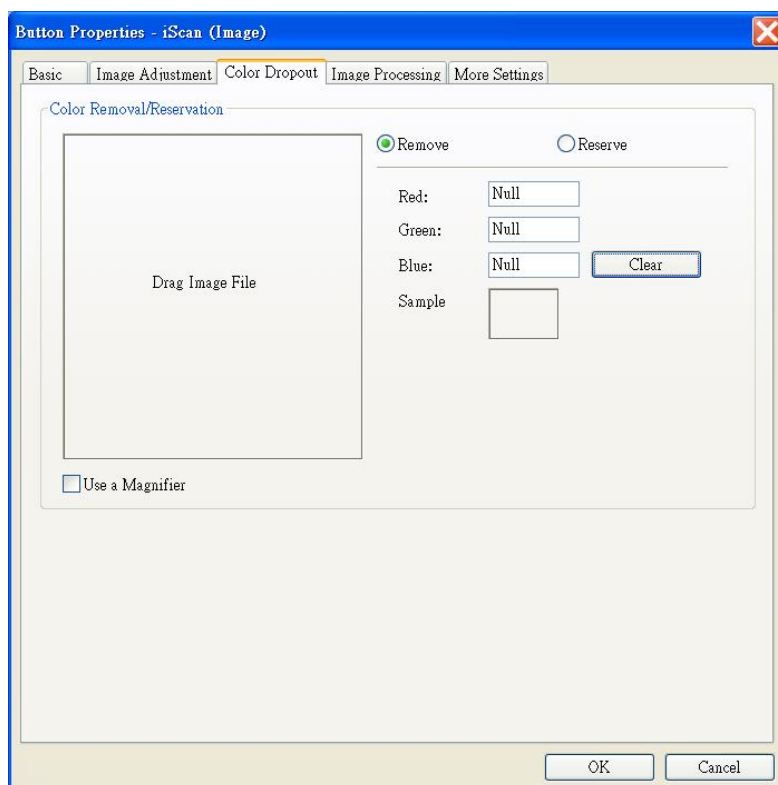 Button Properties - iScan (Image)
Basic Image Adjustment Color Dropout Image Processing More Settings
Color Removal/Reservation
Remove Reserve
Red: Null
Green: Null
Blue: Null Clear
Drag Image File
Sample
Use a Magnifier
OK Cancel